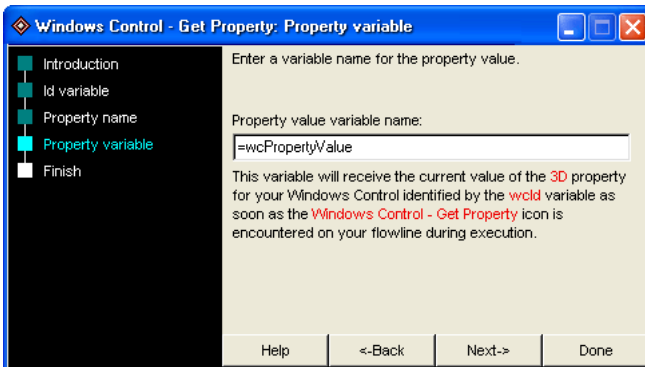 Windows Control - Get Property: Property variable
Introduction
Id variable
Property name
Property variable
Finish
Enter a variable name for the property value.
Property value variable name:
=wcPropertyValue
This variable will receive the current value of the 3D property
for your Windows Control identified by the wcId variable as
soon as the Windows Control -  Get Property icon is
encountered on your flowline during execution.
Help
<-Back
Next->
Done